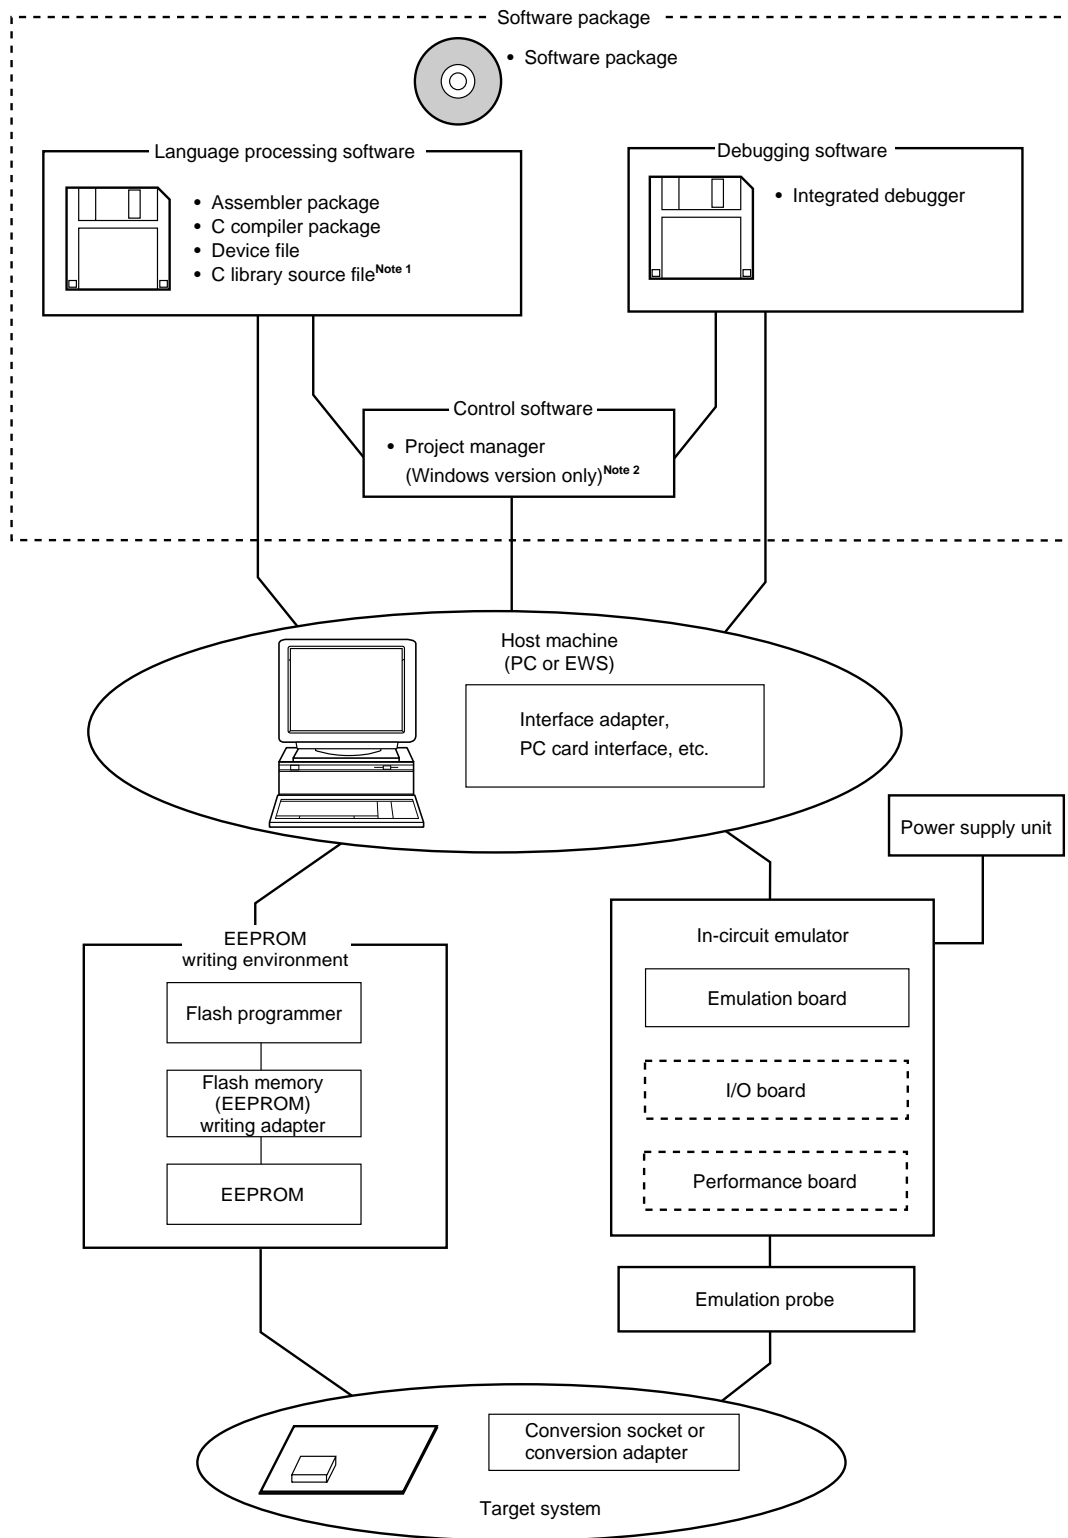 Software package
• Software package
Language processing software
• Assembler package
• C compiler package
• Device file
• C library source fileNote 1
Debugging software
• Integrated debugger
Control software
• Project manager
(Windows version only)Note 2
Host machine
(PC or EWS)
Interface adapter,
PC card interface, etc.
Power supply unit
EEPROM
writing environment
Flash programmer
Flash memory
(EEPROM)
writing adapter
EEPROM
In-circuit emulator
Emulation board
I/O board
Performance board
Emulation probe
Conversion socket or
conversion adapter
Target system